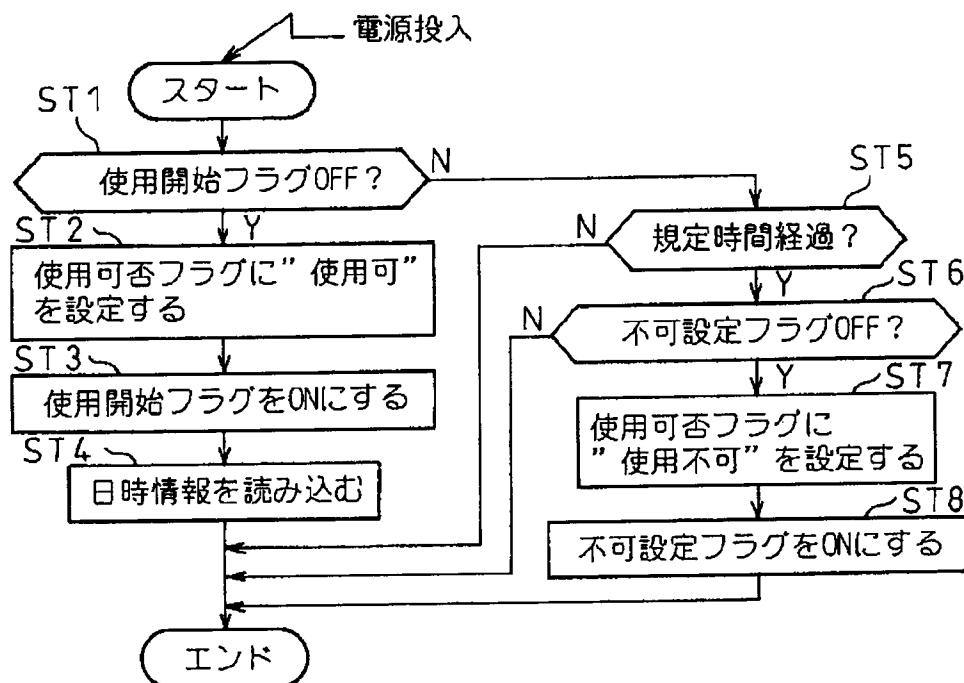 電源投入
スタート
ST1
使用開始フラグOFF?
N
Y
ST2
使用可否フラグに"使用可"
を設定する
ST3
使用開始フラグをONにする
ST4
日時情報を読み込む
ST5
規定時間経過?
N
Y
ST6
不可設定フラグOFF?
N
Y
ST7
使用可否フラグに
"使用不可"を設定する
ST8
不可設定フラグをONにする
エンド